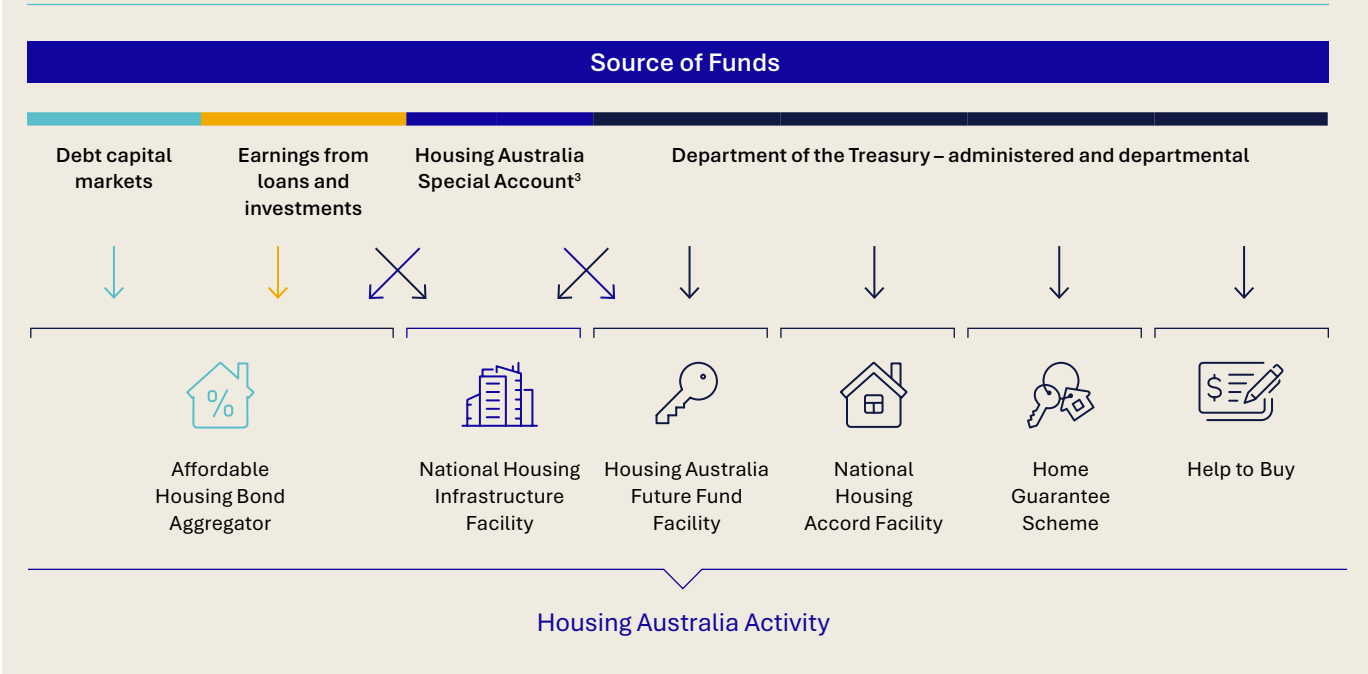 Source of Funds
Debt capital
markets
Earnings from
loans and
investments
Housing Australia
Special Account³
Department of the Treasury – administered and departmental
%
$
Affordable
Housing Bond
Aggregator
National Housing
Infrastructure
Facility
Housing Australia
Future Fund
Facility
National
Housing
Accord Facility
Home
Guarantee
Scheme
Help to Buy
Housing Australia Activity